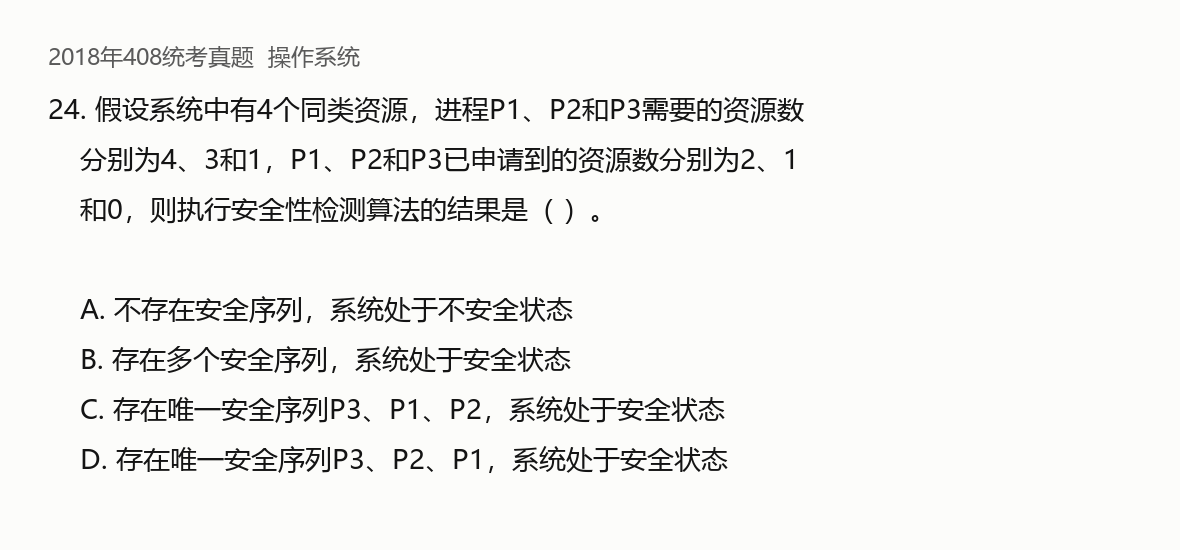 2018年408统考真题 操作系统
24. 假设系统中有4个同类资源，进程P1、P2和P3需要的资源数
分别为4、3和1，P1、P2和P3已申请到的资源数分别为2、1
和0，则执行安全性检测算法的结果是（ ）。
A. 不存在安全序列，系统处于不安全状态
B. 存在多个安全序列，系统处于安全状态
C. 存在唯一安全序列P3、P1、P2，系统处于安全状态
D. 存在唯一安全序列P3、P2、P1，系统处于安全状态